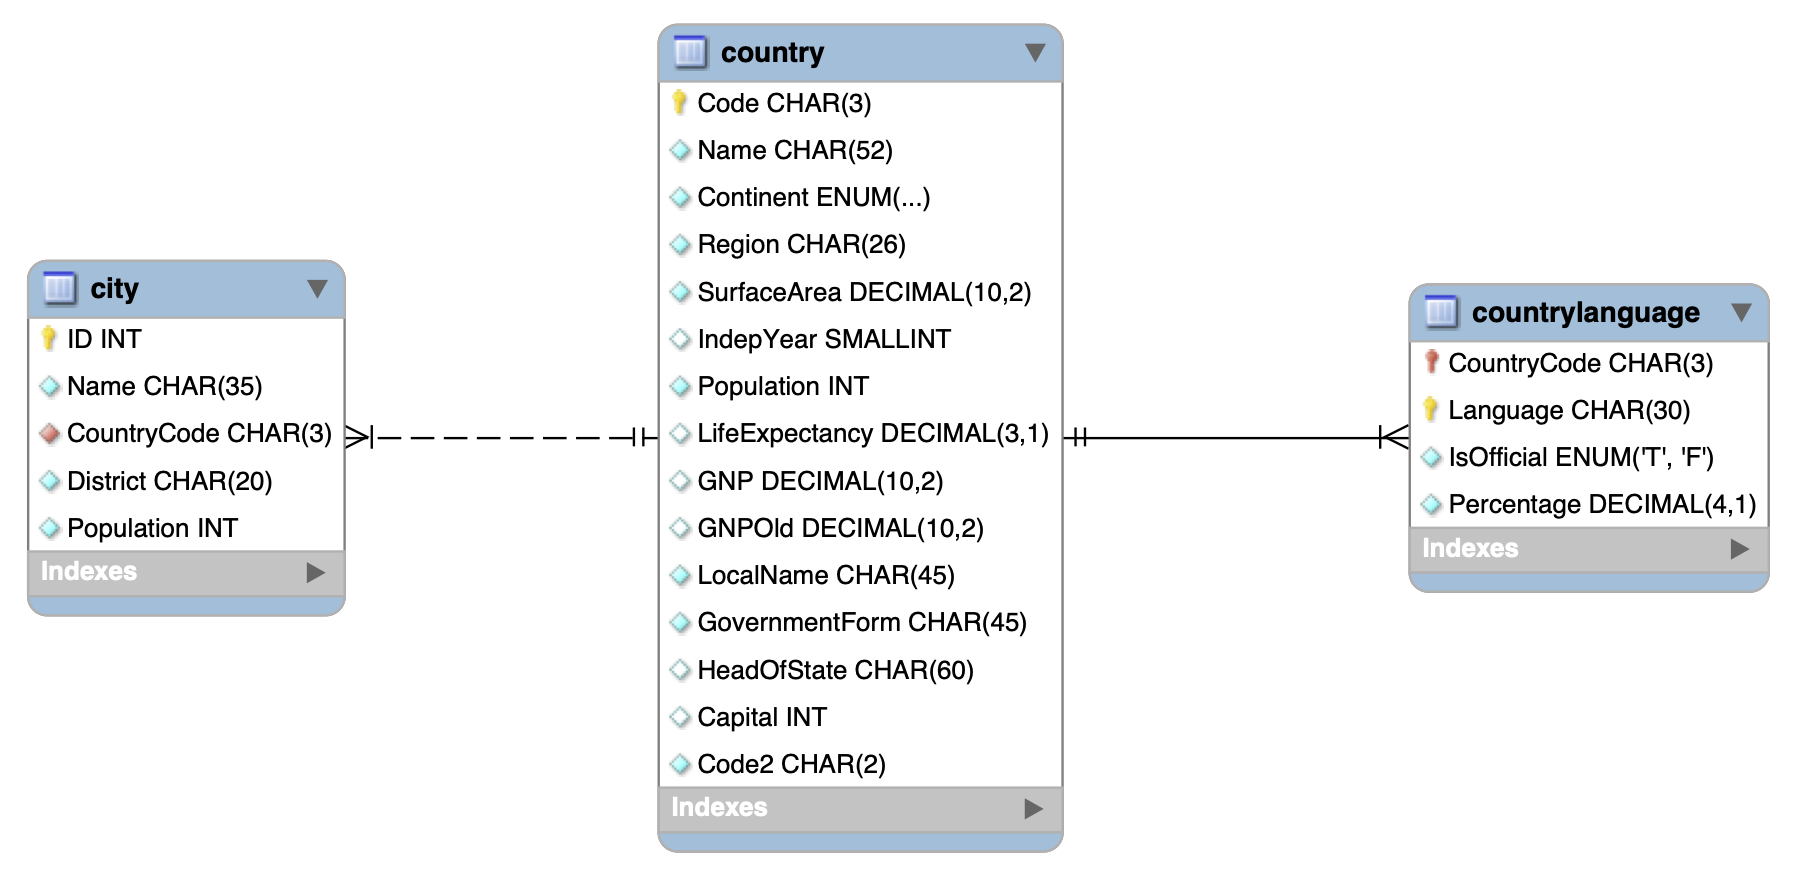 city
ID INT
Name CHAR(35)
CountryCode CHAR(3)
District CHAR(20)
Population INT
Indexes
country
Code CHAR(3)
Name CHAR(52)
Continent ENUM(...)
Region CHAR(26)
SurfaceArea DECIMAL(10,2)
IndepYear SMALLINT
Population INT
LifeExpectancy DECIMAL(3,1)
GNP DECIMAL(10,2)
GNPOld DECIMAL(10,2)
LocalName CHAR(45)
GovernmentForm CHAR(45)
HeadOfState CHAR(60)
Capital INT
Code2 CHAR(2)
Indexes
countrylanguage
CountryCode CHAR(3)
Language CHAR(30)
IsOfficial ENUM('T', 'F')
Percentage DECIMAL(4,1)
Indexes